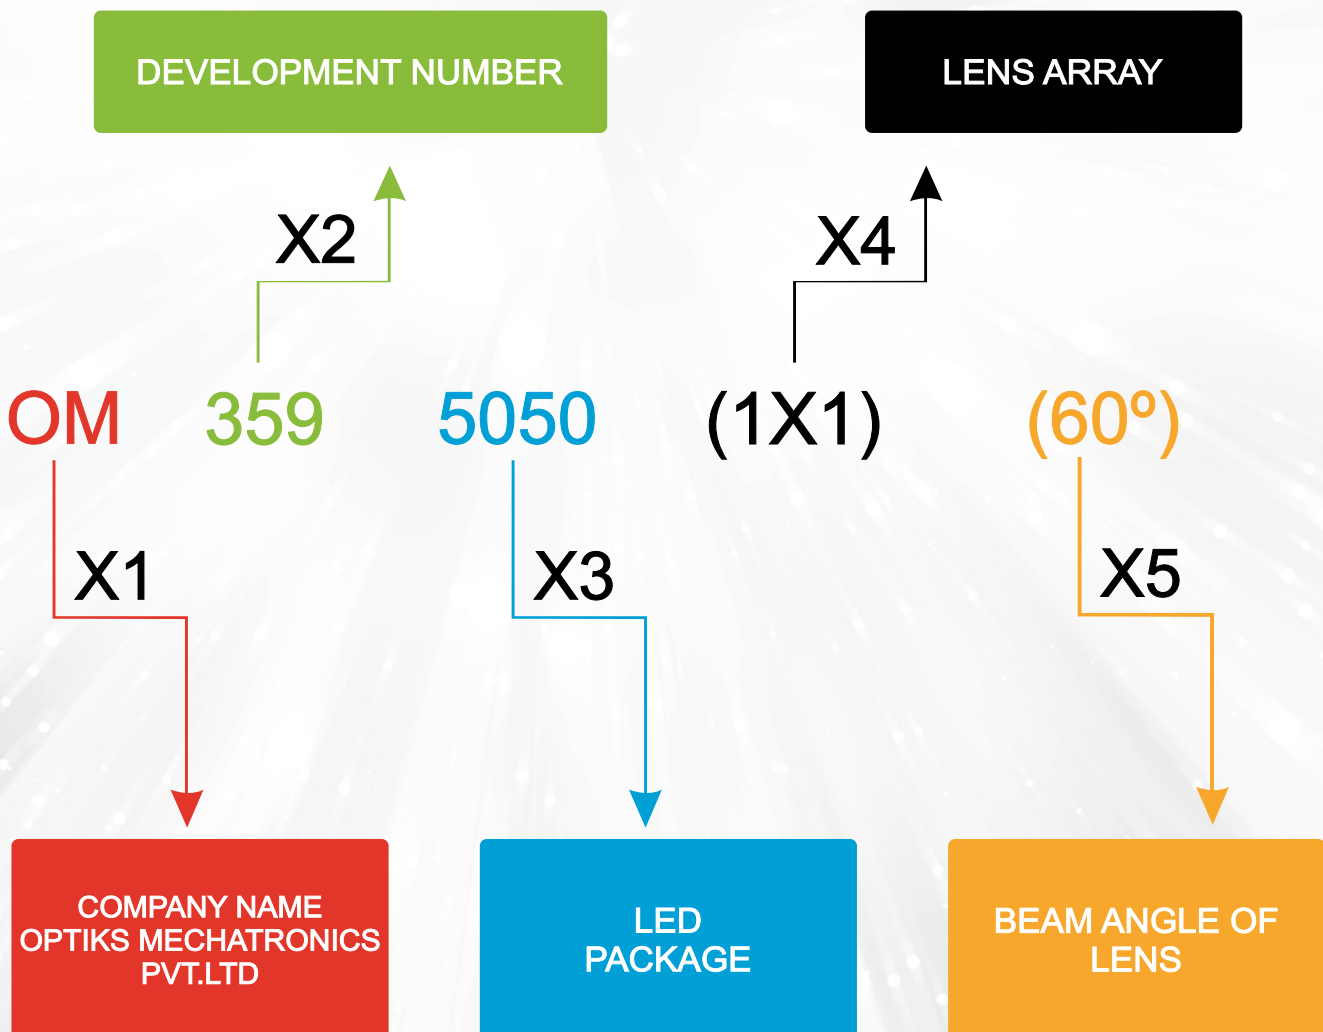 DEVELOPMENT NUMBER
LENS ARRAY
X2
X4
OM 359 5050 (1X1) (60º)
X1
X3
X5
COMPANY NAME
OPTIKS MECHATRONICS
PVT.LTD
LED
PACKAGE
BEAM ANGLE OF
LENS